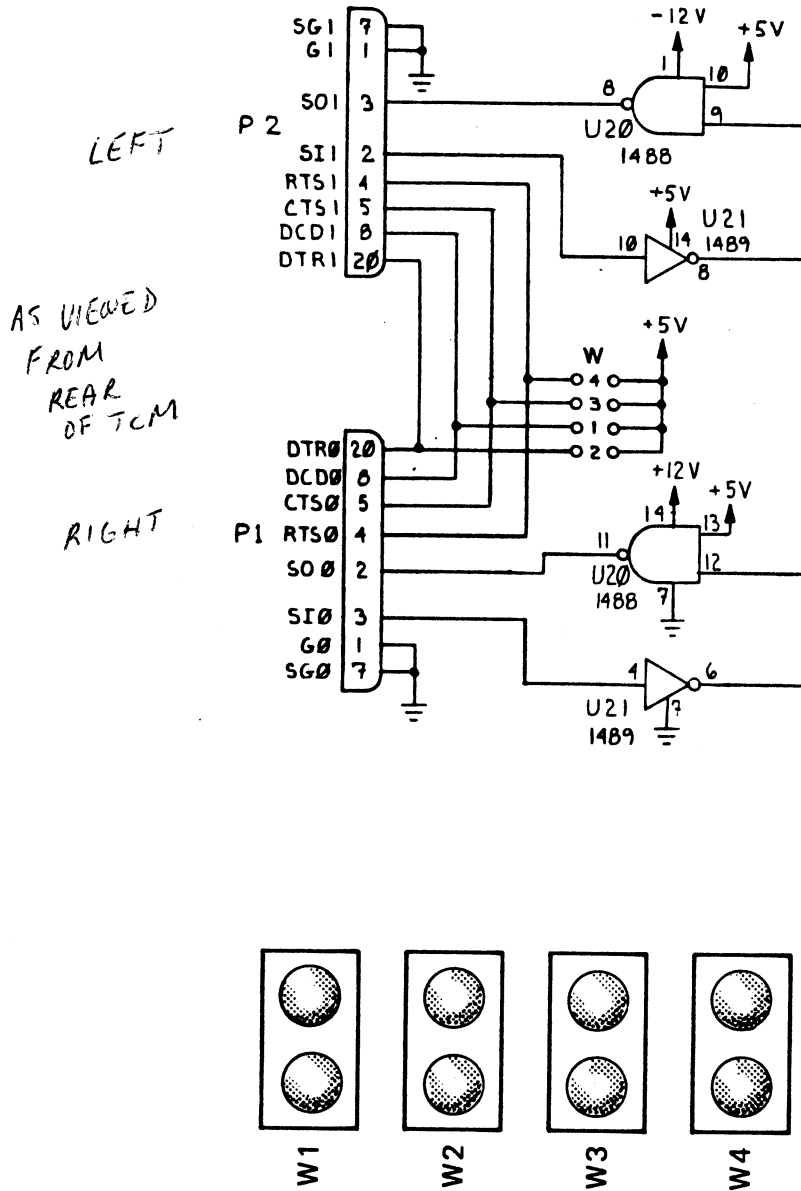 -12V
+5V
SG1 7
G1 1
1
10
8
SO1 3
9
P2
U20
1488
LEFT
SI1 2
RTS1 4
CTS1 5
DCD1 8
DTR1 20
+5V
U21
14
1489
10
8
AS VIEWED
FROM
REAR
OF TCM
+5V
W
4
3
1
2
DTR0 20
DCD0 8
CTS0 5
RIGHT
P1
RTS0 4
SO0 2
SI0 3
G0 1
SG0 7
+12V
+5V
14
13
11
12
U20
1488
7
4
6
U21
1489
7
W1
W2
W3
W4